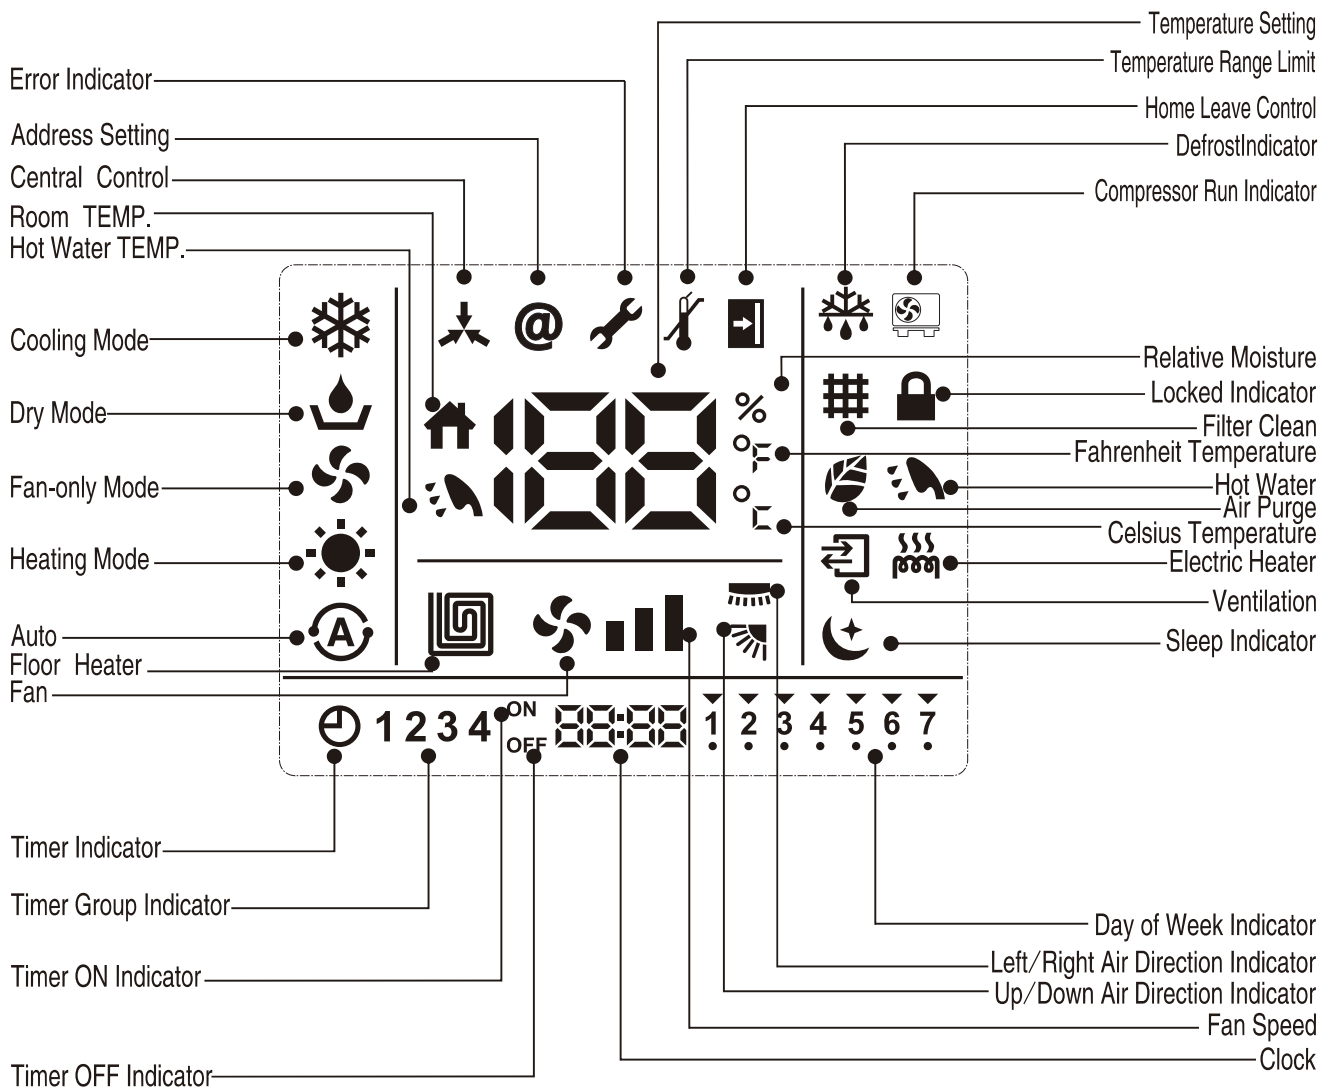 Temperature Setting
Temperature Range Limit
Error Indicator
Home Leave Control
Address Setting
DefrostIndicator
Central Control
Compressor Run Indicator
Room TEMP.
Hot Water TEMP.
@
Cooling Mode
Relative Moisture
Locked Indicator
Dry Mode
188
%
Filter Clean
°F
Fahrenheit Temperature
Fan-only Mode
Hot Water
Air Purge
°C
Celsius Temperature
Heating Mode
Electric Heater
Ventilation
Auto
A
Sleep Indicator
Floor Heater
Fan
1 2 3 4
ON
OFF
88:88
1 2 3 4 5 6 7
Timer Indicator
Timer Group Indicator
Day of Week Indicator
Left/Right Air Direction Indicator
Timer ON Indicator
Up/Down Air Direction Indicator
Fan Speed
Clock
Timer OFF Indicator